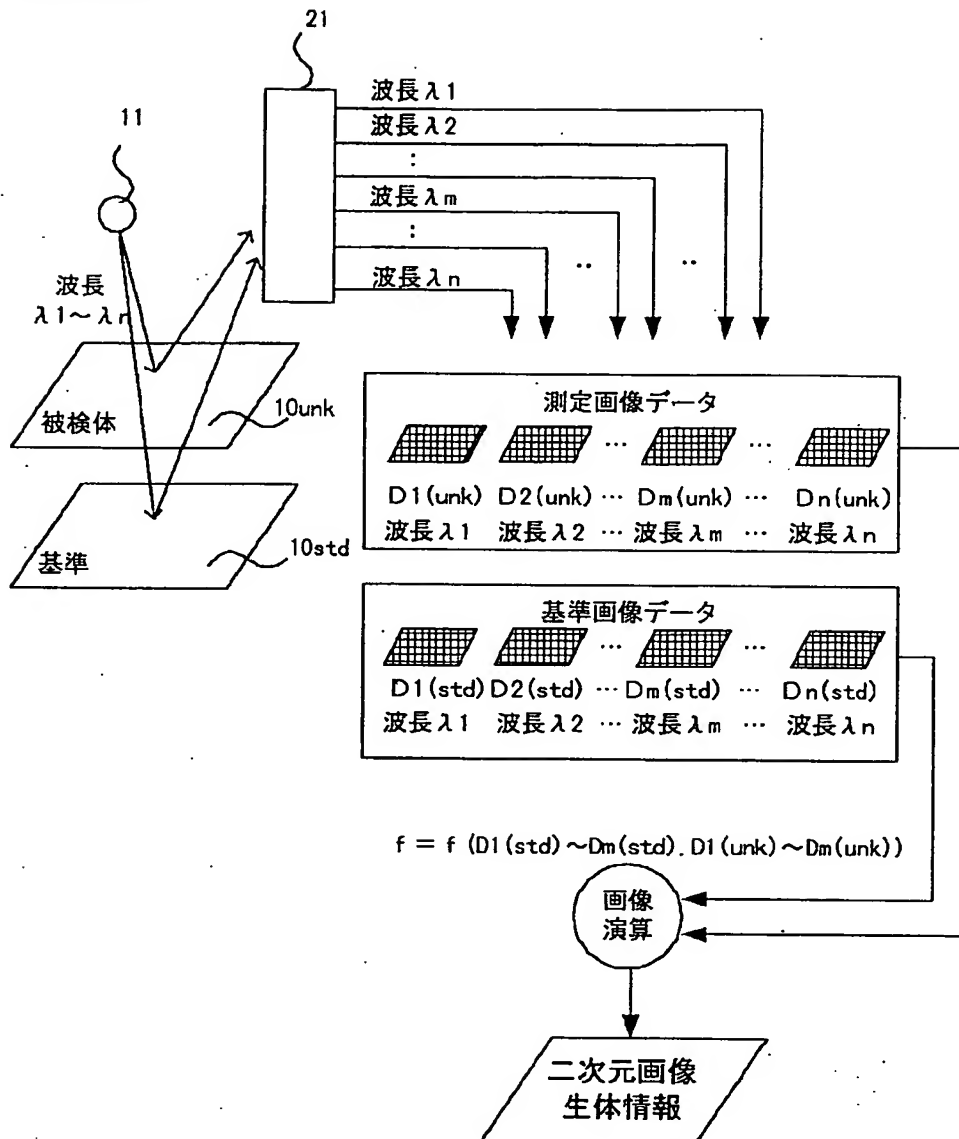 21
11
波長λ1
波長λ2
:
波長λm
:
波長λn
‥
‥
波長
λ1～λn
被検体
10unk
基準
10std
測定画像データ
… …
D1(unk) D2(unk) … Dm(unk) … Dn(unk)
波長λ1 波長λ2 … 波長λm … 波長λn
基準画像データ
… …
D1(std) D2(std) … Dm(std) … Dn(std)
波長λ1 波長λ2 … 波長λm … 波長λn
f = f (D1(std)～Dm(std). D1(unk)～Dm(unk))
画像
演算
二次元画像
生体情報